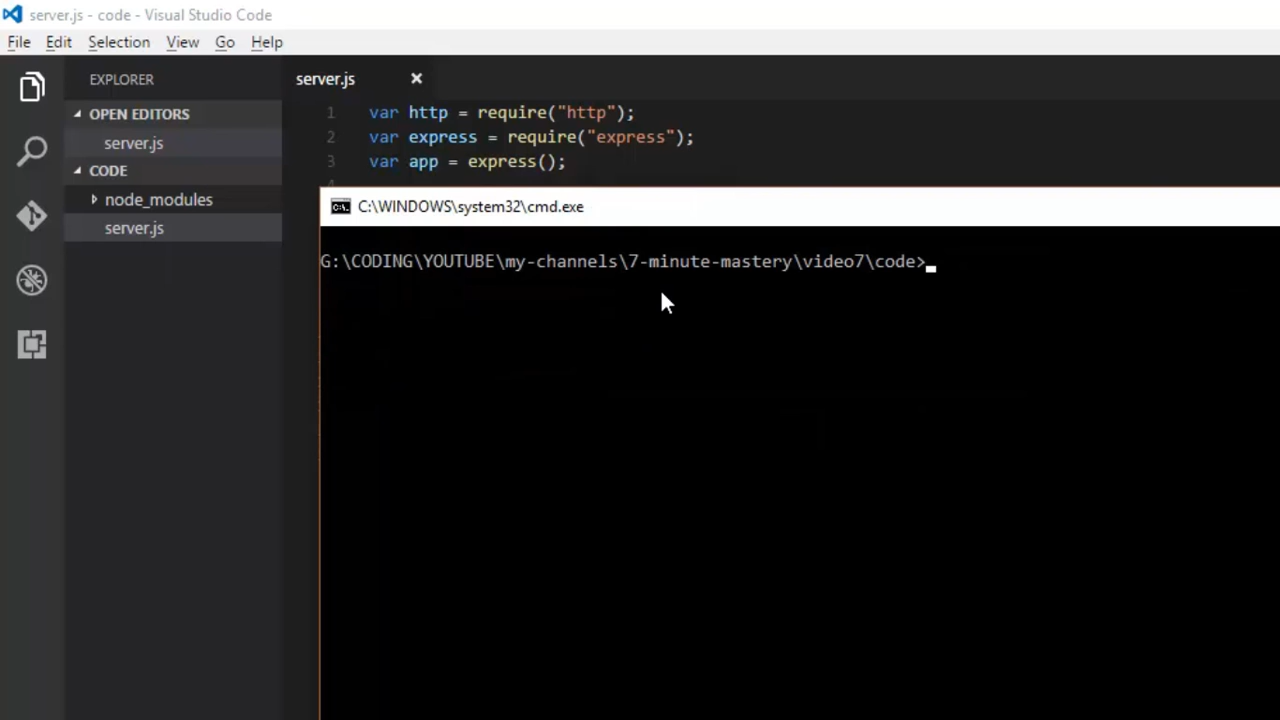 server.js - code - Visual Studio Code
File Edit Selection View Go Help
EXPLORER
OPEN EDITORS
server.js
CODE
node_modules
server.js
server.js
1 var http = require("http");
2 var express = require("express");
3 var app = express();
4
C:\WINDOWS\system32\cmd.exe
G:\CODING\YOUTUBE\my-channels\7-minute-mastery\video7\code>